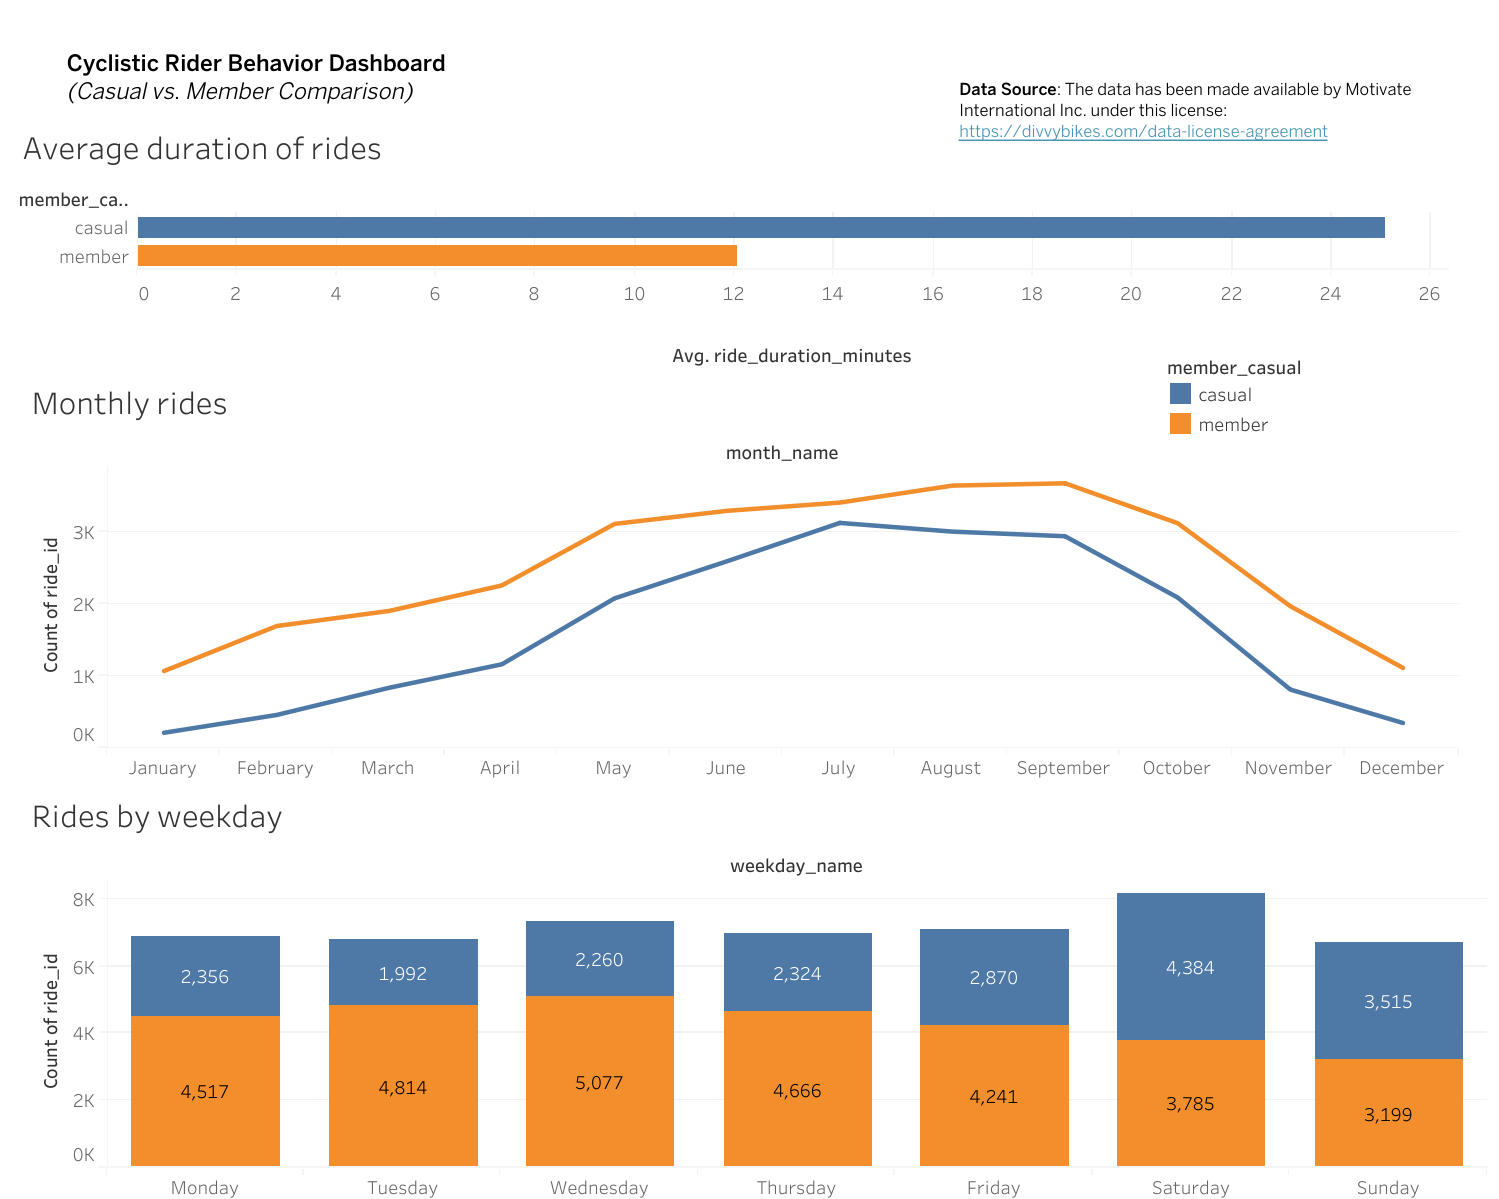 Cyclistic Rider Behavior Dashboard
(Casual vs. Member Comparison)
Data Source: The data has been made available by Motivate
International Inc. under this license:
https://divvybikes.com/data-license-agreement
Average duration of rides
member_ca..
casual
member
0 2 4 6 8 10 12 14 16 18 20 22 24 26
Avg. ride_duration_minutes
member_casual
casual
member
Monthly rides
month_name
Count of ride_id
3K
2K
1K
0K
January February March April May June July August September October November December
Rides by weekday
weekday_name
Count of ride_id
8K
6K
4K
2K
0K
2,356 1,992 2,260 2,324 2,870 4,384 3,515
4,517 4,814 5,077 4,666 4,241 3,785 3,199
Monday Tuesday Wednesday Thursday Friday Saturday Sunday